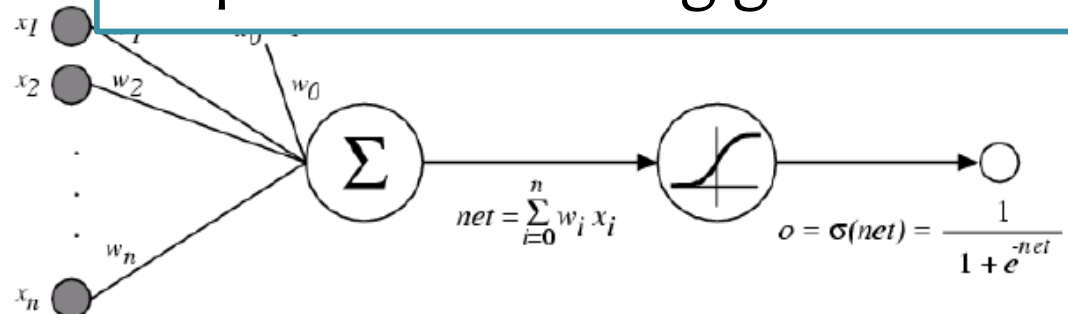 x1
x2
w2
w0
wn
xn
Σ
net = Σ_{i=0}^{n} w_i x_i
o = σ(net) = 1 / (1 + e^{-net})